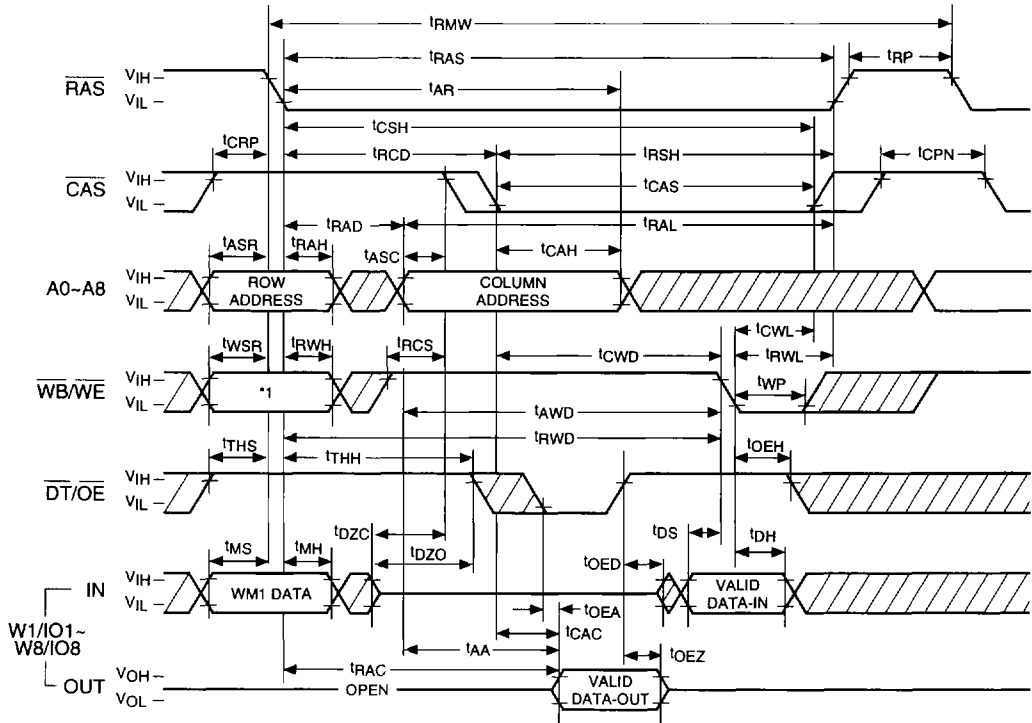 tRMW
tRAS
tRP
RAS
VIH
VIL
tAR
tCSH
tCRP
tRCD
tRSH
tCPN
CAS
VIH
VIL
tCAS
tRAD
tRAL
tASR
tRAH
tASC
tCAH
A0~A8
VIH
VIL
ROW ADDRESS
COLUMN ADDRESS
tCWL
tWSR
tRWH
tRCS
tCWD
tRWL
WB/WE
VIH
VIL
*1
tWP
tAWD
tRWD
tTHS
tTHH
tOEH
DT/OE
VIH
VIL
tDZC
tDS
tMS
tMH
tDZO
tOED
tDH
IN
VIH
VIL
WM1 DATA
VALID DATA-IN
tOEA
W1/IO1~
W8/IO8
tCAC
tAA
tOEZ
tRAC
OUT
VOH
VOL
OPEN
VALID DATA-OUT